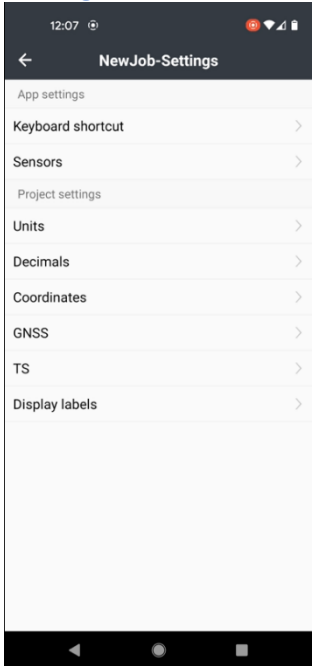 12:07
NewJob-Settings
App settings
Keyboard shortcut
Sensors
Project settings
Units
Decimals
Coordinates
GNSS
TS
Display labels